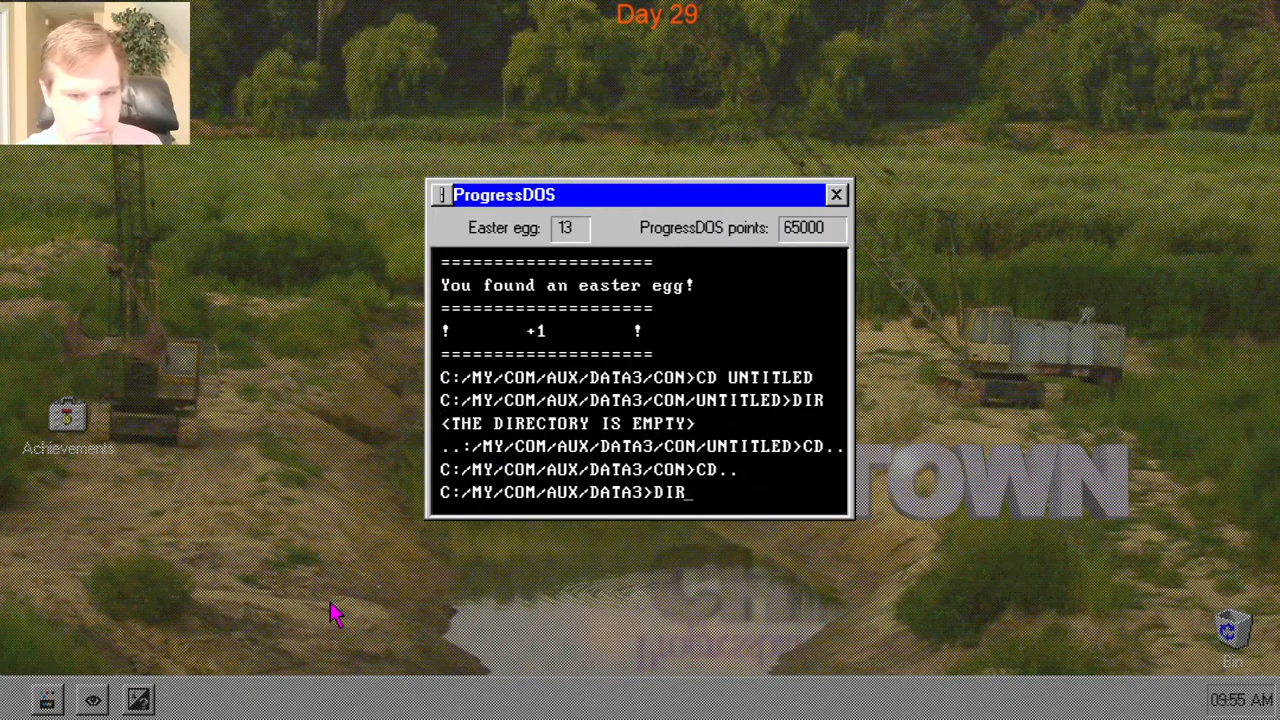 Day 29
ProgressDOS
Easter egg: 13 ProgressDOS points: 65000
====================
You found an easter egg!
====================
! +1 !
====================
C:/MY/COM/AUX/DATA3/CON>CD UNTITLED
C:/MY/COM/AUX/DATA3/CON/UNTITLED>DIR
<THE DIRECTORY IS EMPTY>
..:/MY/COM/AUX/DATA3/CON/UNTITLED>CD..
C:/MY/COM/AUX/DATA3/CON>CD..
C:/MY/COM/AUX/DATA3>DIR_
Achievements
TOWN
Bin
09:55 AM